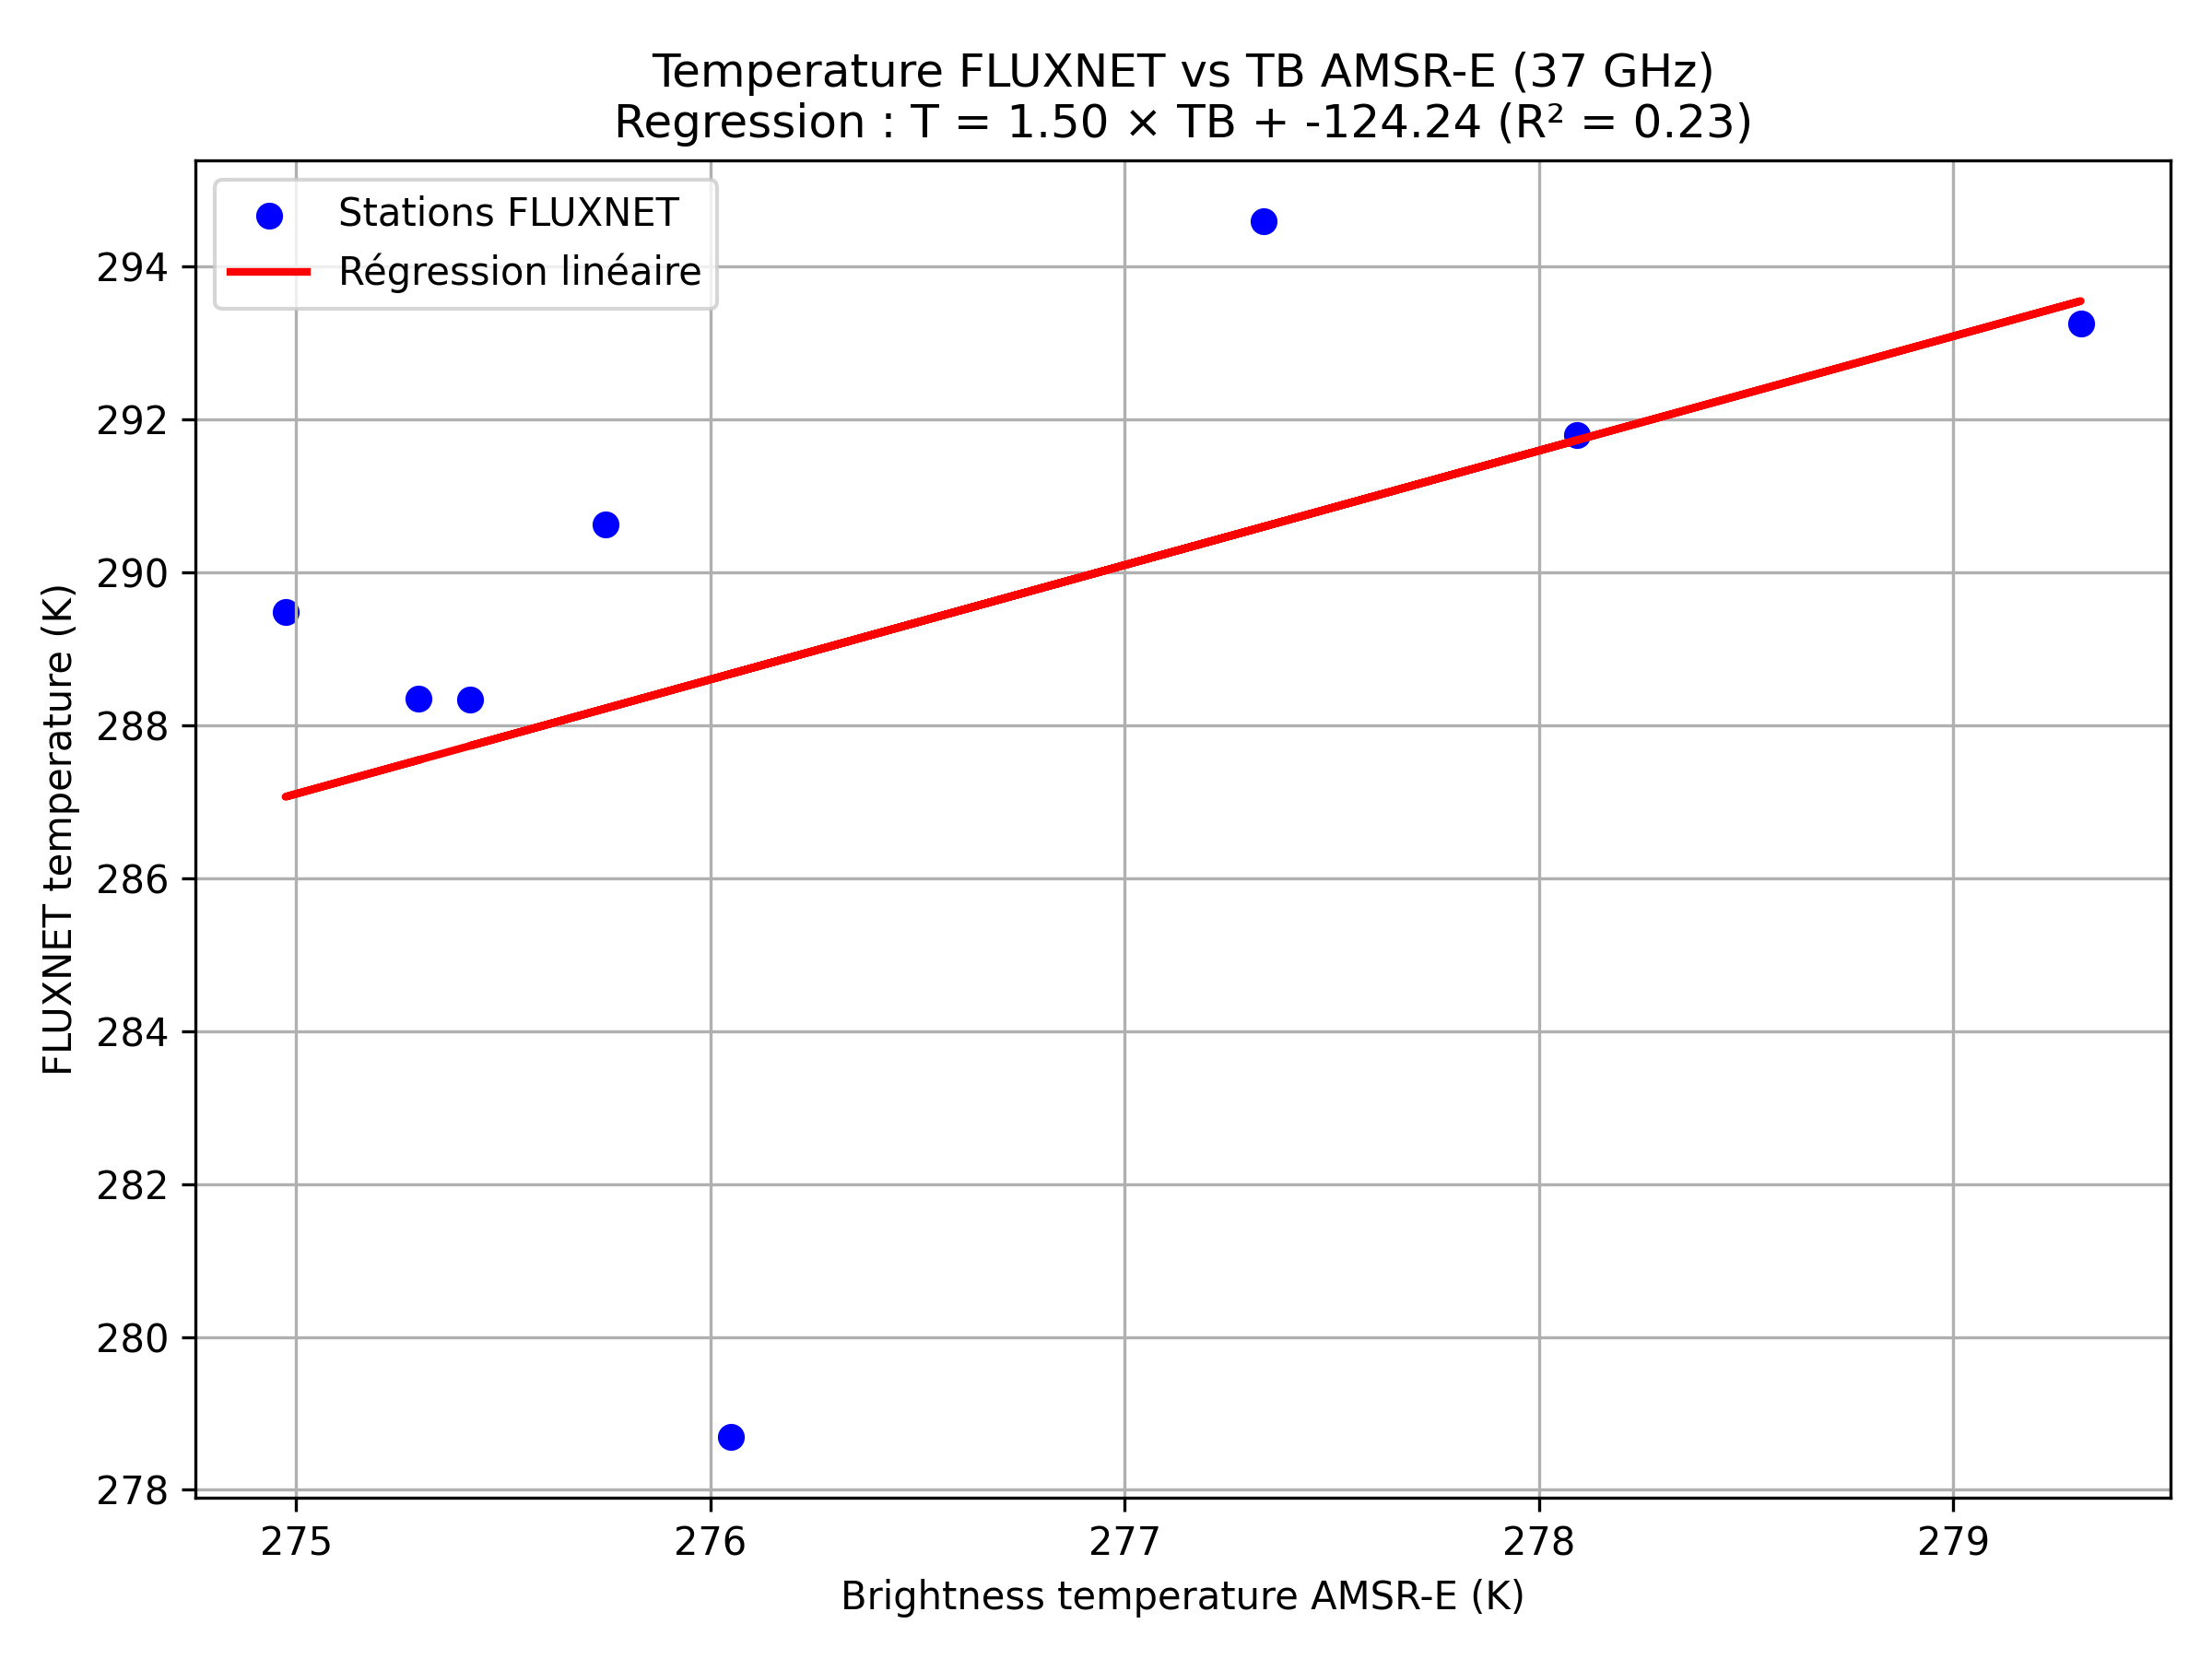 Temperature FLUXNET vs TB AMSR-E (37 GHz)
Regression : T = 1.50 × TB + -124.24 (R² = 0.23)
Stations FLUXNET
Régression linéaire
294
292
290
288
286
284
282
280
278
FLUXNET temperature (K)
275 276 277 278 279
Brightness temperature AMSR-E (K)